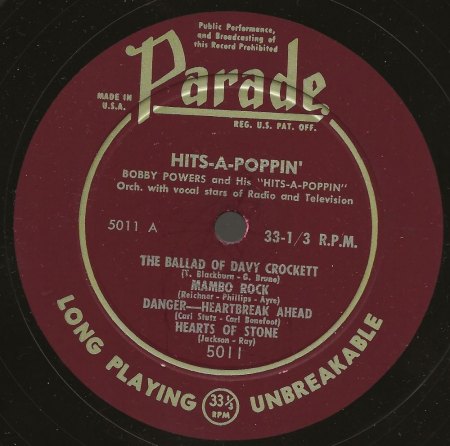 Public Performance,
and Broadcasting of
this Record Prohibited
Parade
MADE IN
U.S.A.
REG. U.S. PAT. OFF.
HITS-A-POPPIN'
BOBBY POWERS and His "HITS-A-POPPIN"
Orch. with vocal stars of Radio and Television
5011 A
33-1/3 R.P.M.
THE BALLAD OF DAVY CROCKETT
(T. Blackburn - G. Brune)
MAMBO ROCK
(Reichner - Phillips - Ayre)
DANGER—HEARTBREAK AHEAD
(Carl Stutz - Carl Banefoot)
HEARTS OF STONE
(Jackson - Ray)
5011
LONG PLAYING 33⅓ RPM UNBREAKABLE